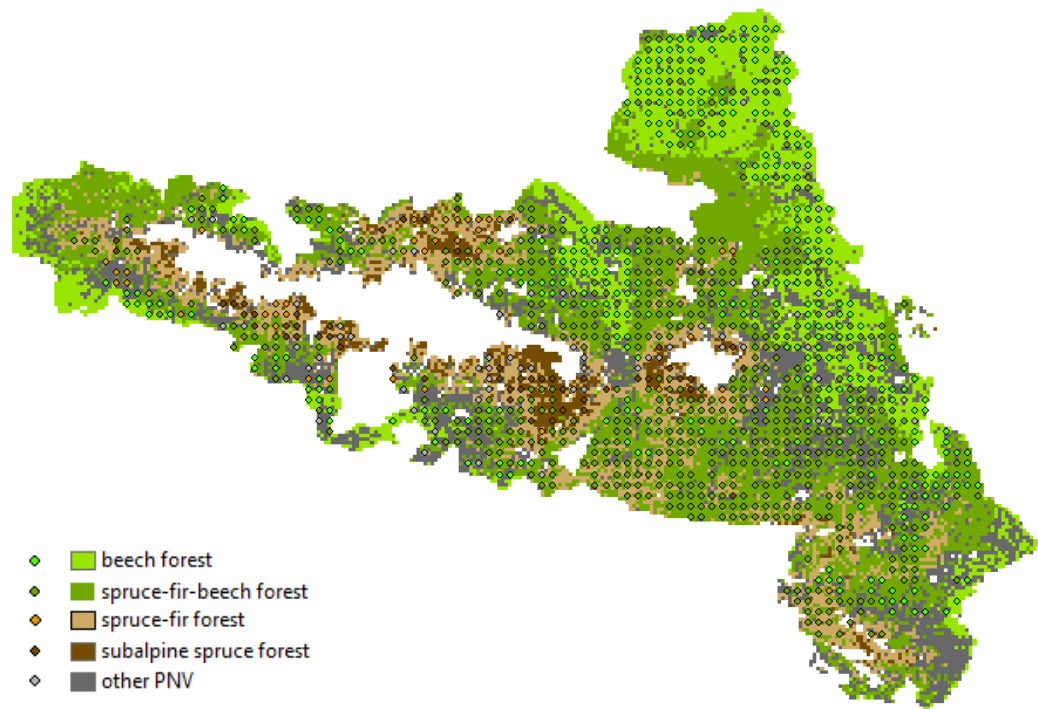 beech forest
spruce-fir-beech forest
spruce-fir forest
subalpine spruce forest
other PNV